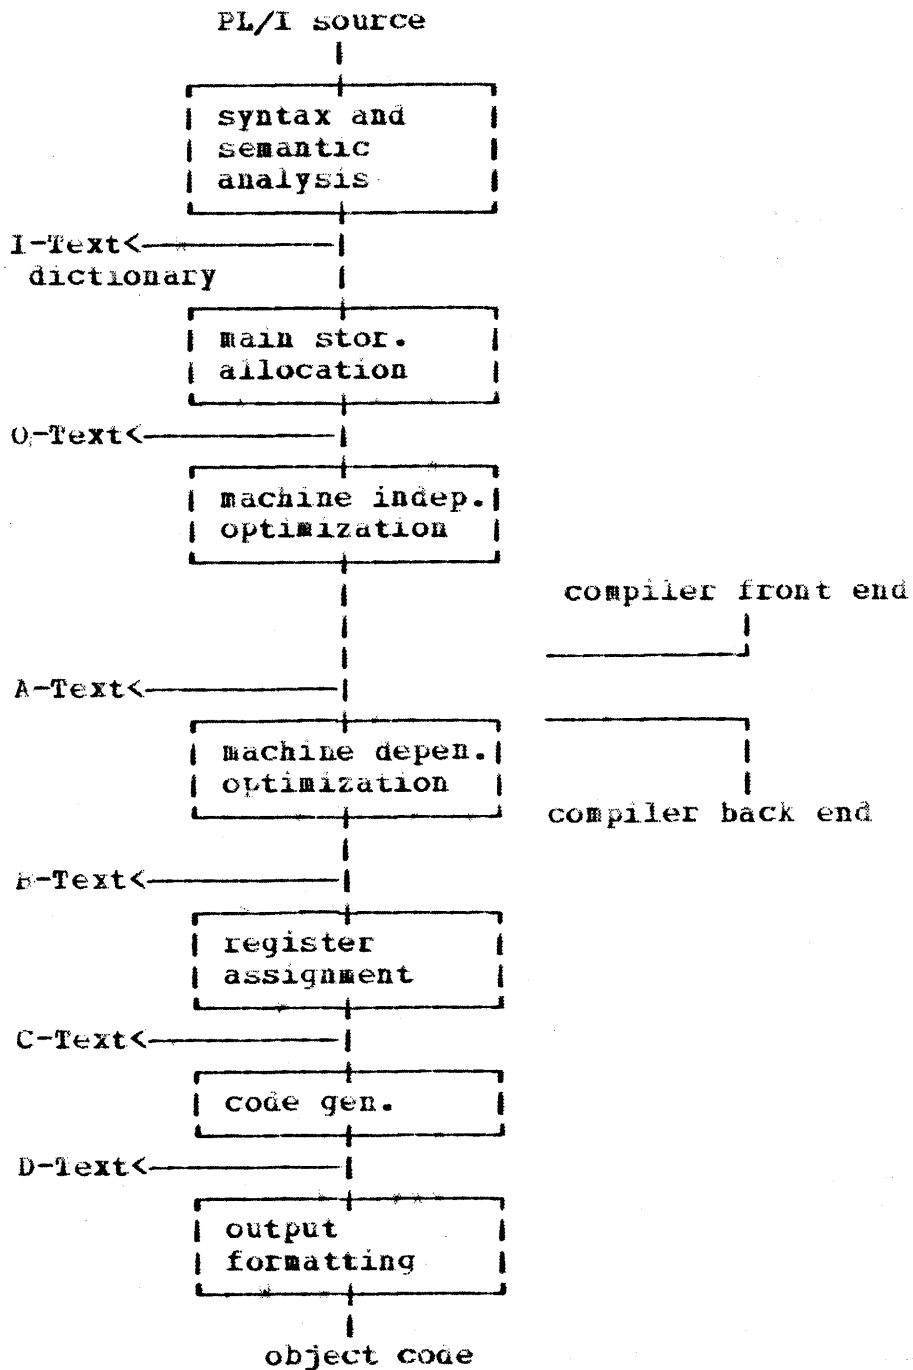 PL/I source
syntax and
semantic
analysis
I-Text<
dictionary
main stor.
allocation
O-Text<
machine indep.
optimization
compiler front end
A-Text<
machine depen.
optimization
compiler back end
B-Text<
register
assignment
C-Text<
code gen.
D-Text<
output
formatting
object code